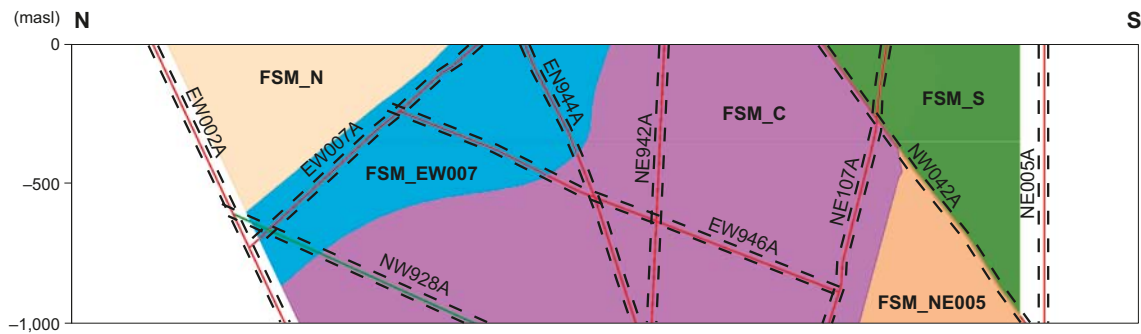 (masl) N S
0
–500
–1,000
FSM_N
EW002A
EW007A
FSM_EW007
EN944A
NE942A
FSM_C
FSM_S
NE107A
NW042A
NE005A
EW946A
NW928A
FSM_NE005